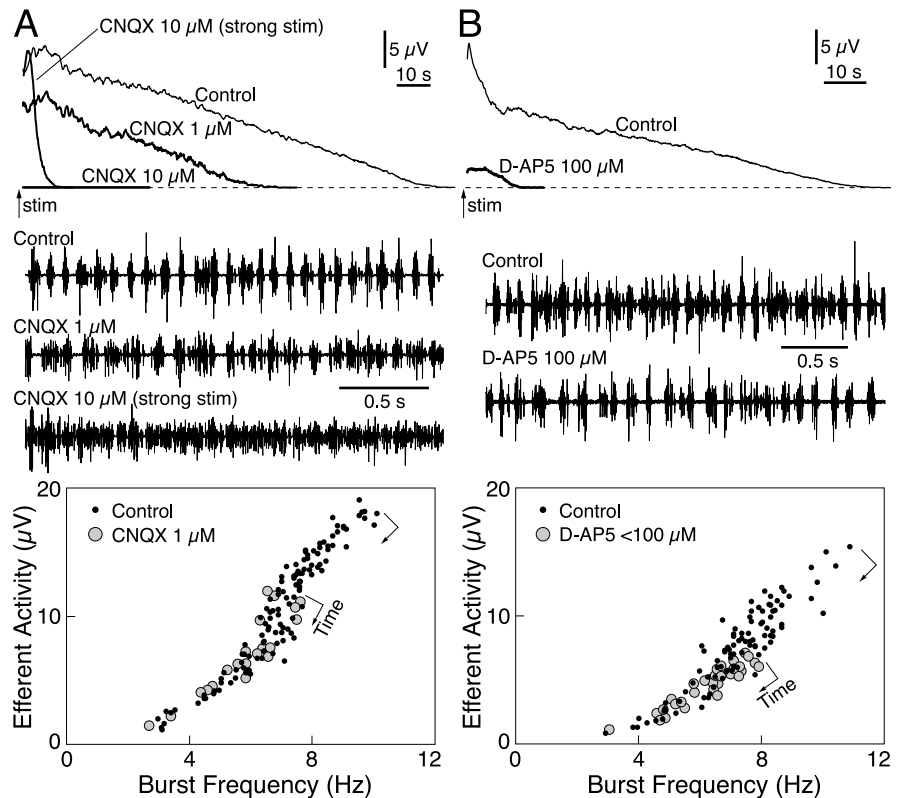 A
CNQX 10 µM (strong stim)
5 µV
10 s
Control
CNQX 1 µM
CNQX 10 µM
stim
Control
CNQX 1 µM
0.5 s
CNQX 10 µM (strong stim)
20
Control
CNQX 1 µM
Efferent Activity (µV)
10
Time
0
0
4
8
12
Burst Frequency (Hz)
B
5 µV
10 s
Control
D-AP5 100 µM
stim
Control
0.5 s
D-AP5 100 µM
20
Control
D-AP5 <100 µM
Efferent Activity (µV)
10
Time
0
0
4
8
12
Burst Frequency (Hz)